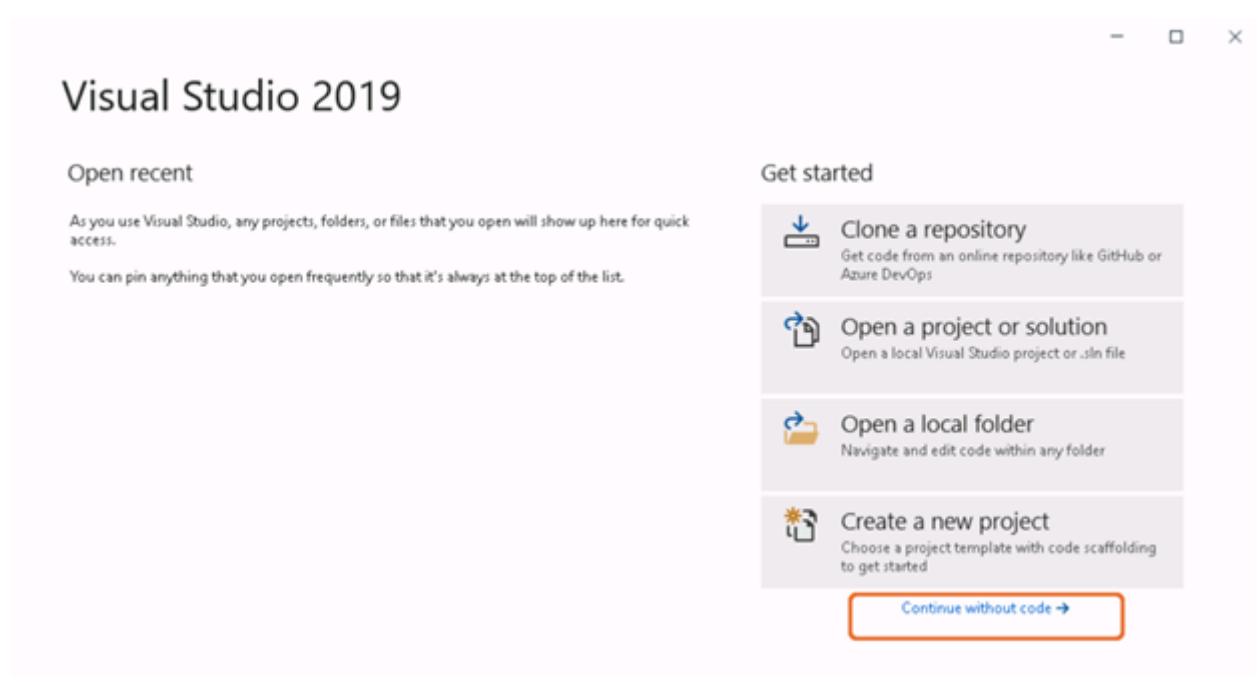 Visual Studio 2019
Open recent
As you use Visual Studio, any projects, folders, or files that you open will show up here for quick
access.
You can pin anything that you open frequently so that it's always at the top of the list.
Get started
Clone a repository
Get code from an online repository like GitHub or
Azure DevOps
Open a project or solution
Open a local Visual Studio project or .sln file
Open a local folder
Navigate and edit code within any folder
Create a new project
Choose a project template with code scaffolding
to get started
Continue without code →